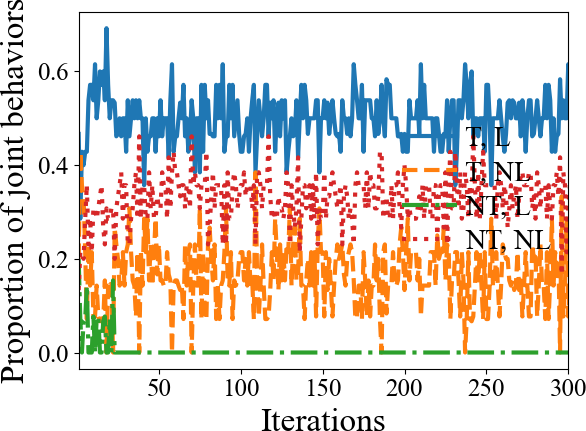 Proportion of joint behaviors
0.6
0.4
0.2
0.0
T, L
T, NL
NT, L
NT, NL
50
100
150
200
250
300
Iterations